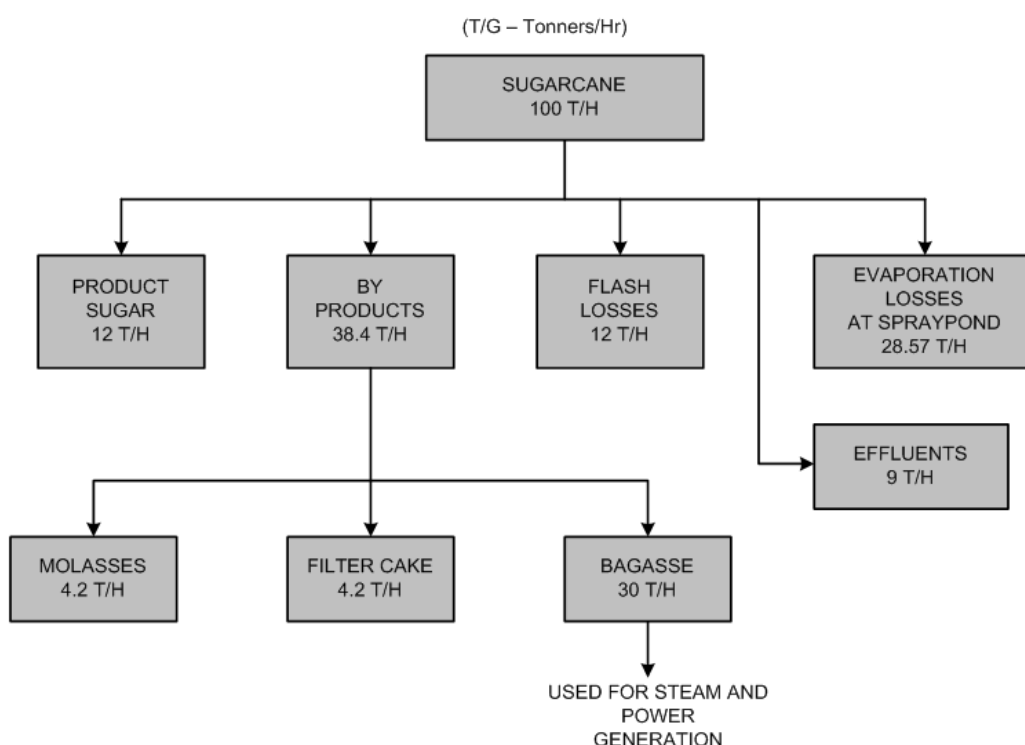 (T/G – Tonners/Hr)
SUGARCANE
100 T/H
PRODUCT
SUGAR
12 T/H
BY
PRODUCTS
38.4 T/H
FLASH
LOSSES
12 T/H
EVAPORATION
LOSSES
AT SPRAYPOND
28.57 T/H
EFFLUENTS
9 T/H
MOLASSES
4.2 T/H
FILTER CAKE
4.2 T/H
BAGASSE
30 T/H
USED FOR STEAM AND
POWER
GENERATION